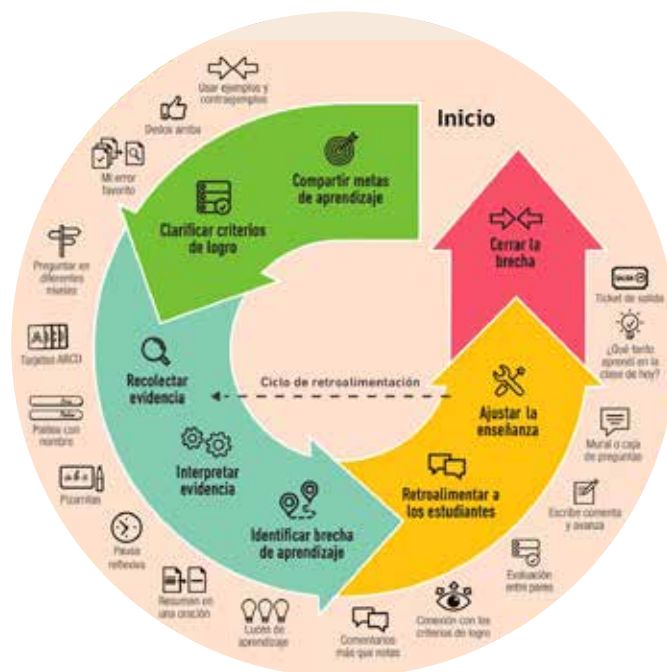 Inicio
Compartir metas
de aprendizaje
Clarificar criterios
de logro
Recolectar
evidencia
Interpretar
evidencia
Identificar brecha
de aprendizaje
Retroalimentar a
los estudiantes
Ajustar la
enseñanza
Cerrar la
brecha
Ciclo de retroalimentación
Usar ejemplos y
contraejemplos
Dedos arriba
Mi error
favorito
Preguntar en
diferentes
niveles
Tarjetas ABCD
Paletas con
nombre
Pizarritas
Pausa
reflexiva
Resumen en
una oración
Luces de
aprendizaje
Comentarios
más que notas
Conexión con los
criterios de logro
Evaluación
entre pares
Escribe comenta
y avanza
Mural o caja
de preguntas
¿Qué tanto
aprendí en la
clase de hoy?
Ticket de salida
SALIDA